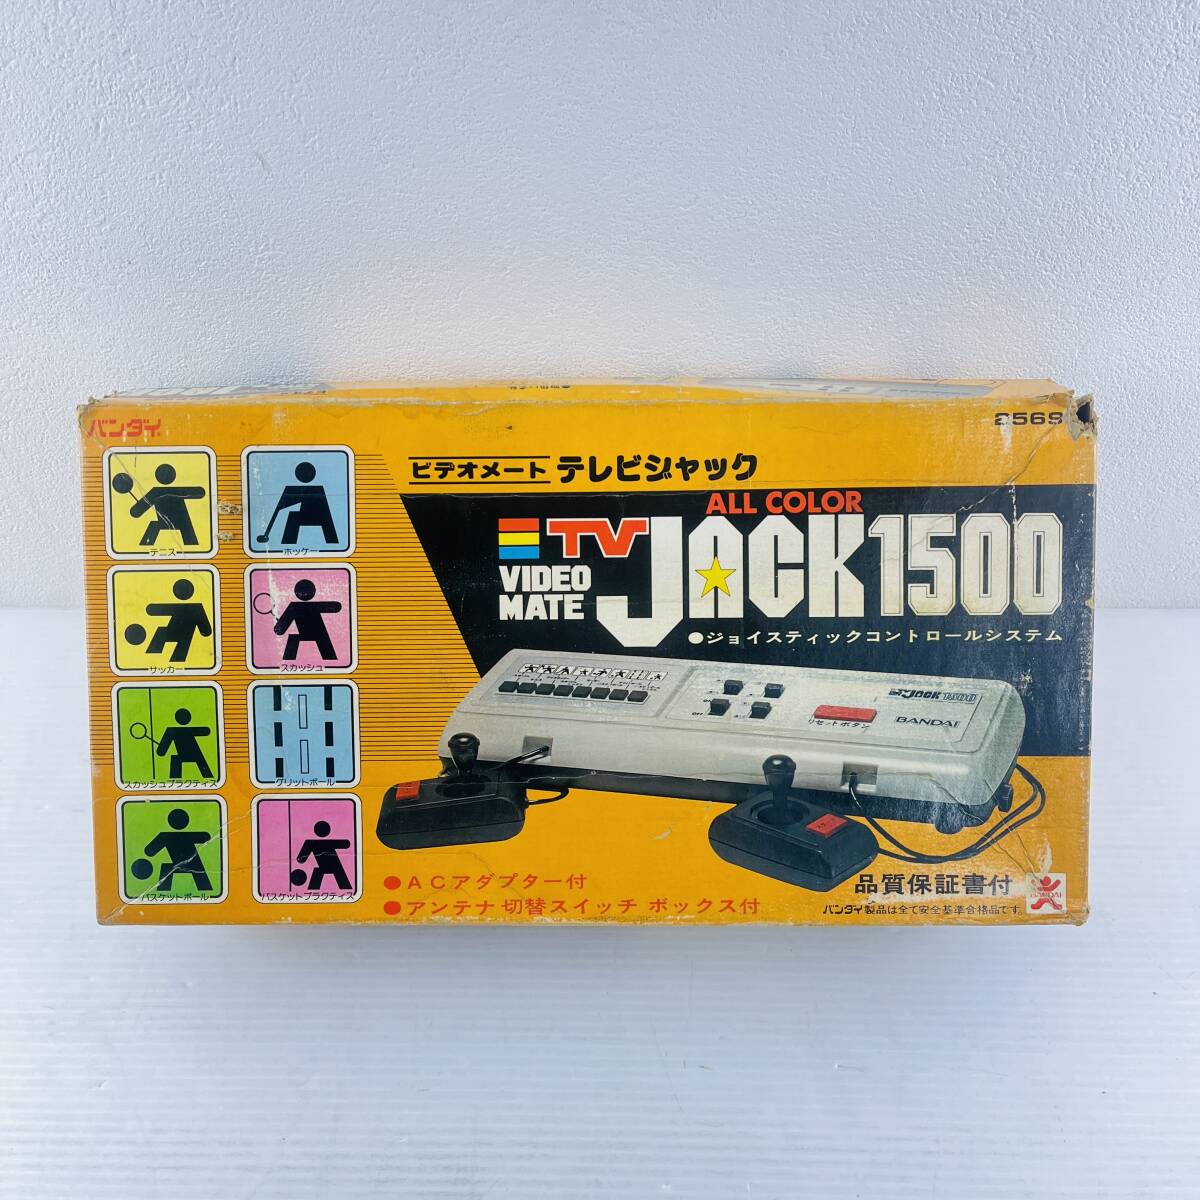 バンダイ
2569
ビデオメート テレビジャック
ALL COLOR
TV JACK 1500
VIDEO MATE
●ジョイスティックコントロールシステム
テニス
ホッケー
サッカー
スカッシュ
スカッシュプラクティス
グリットボール
バスケットボール
バスケットプラクティス
JACK 1500
リセットボタン
BANDAI
●ACアダプター付
●アンテナ切替スイッチ ボックス付
品質保証書付
バンダイ製品は全て安全基準合格品です。
BANDAI